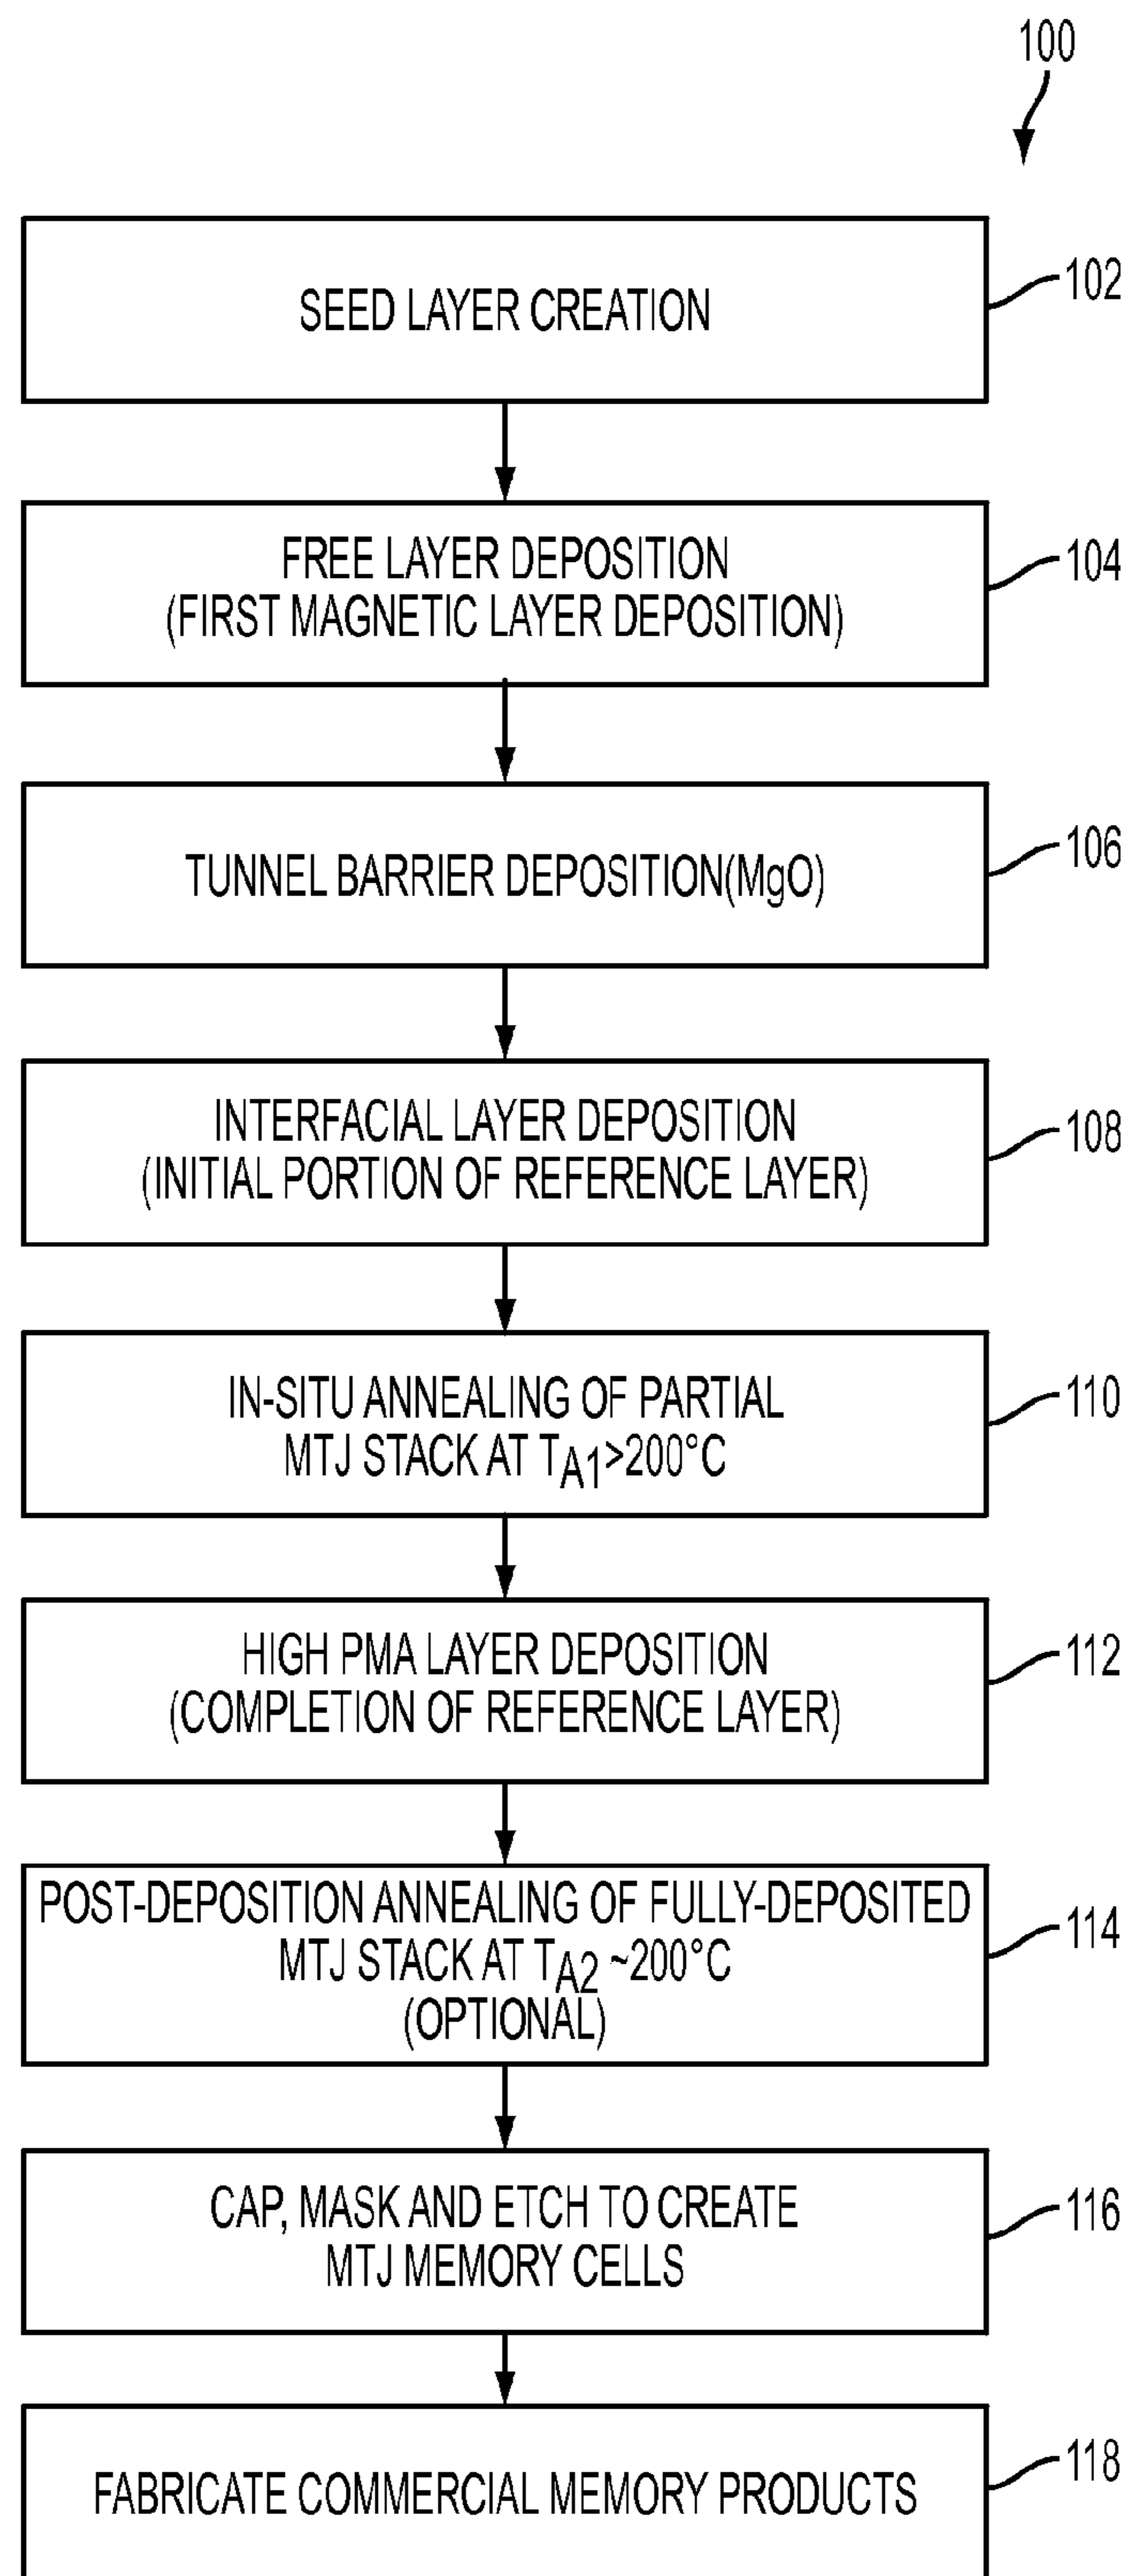 100
SEED LAYER CREATION
102
FREE LAYER DEPOSITION
(FIRST MAGNETIC LAYER DEPOSITION)
104
TUNNEL BARRIER DEPOSITION(MgO)
106
INTERFACIAL LAYER DEPOSITION
(INITIAL PORTION OF REFERENCE LAYER)
108
IN-SITU ANNEALING OF PARTIAL
MTJ STACK AT TA1>200°C
110
HIGH PMA LAYER DEPOSITION
(COMPLETION OF REFERENCE LAYER)
112
POST-DEPOSITION ANNEALING OF FULLY-DEPOSITED
MTJ STACK AT TA2 ~200°C
(OPTIONAL)
114
CAP, MASK AND ETCH TO CREATE
MTJ MEMORY CELLS
116
FABRICATE COMMERCIAL MEMORY PRODUCTS
118